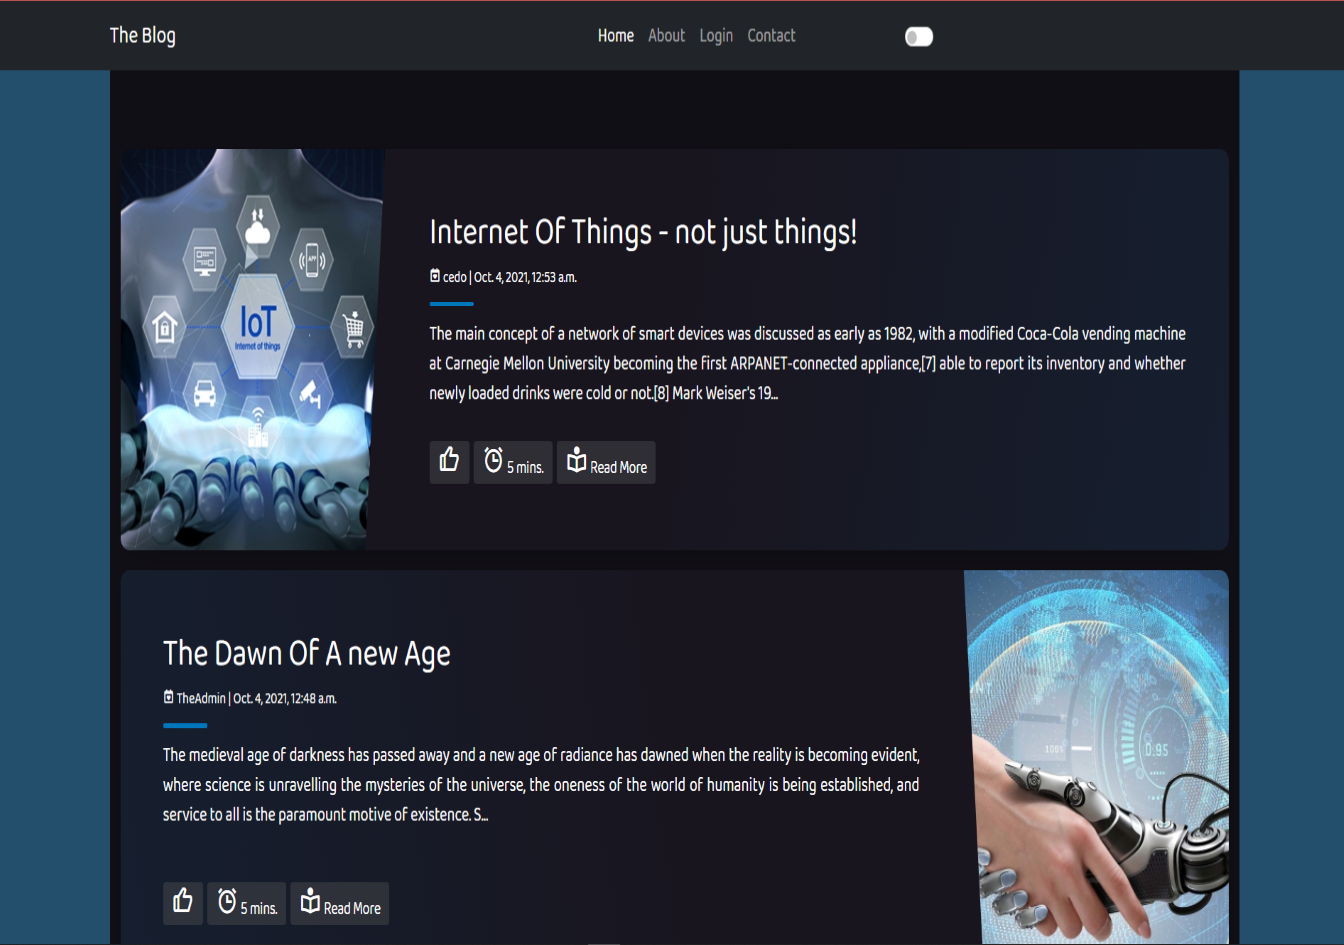 The Blog
Home About Login Contact
IoT
Internet of things
APP
Internet Of Things - not just things!
cedo | Oct. 4, 2021, 12:53 a.m.
The main concept of a network of smart devices was discussed as early as 1982, with a modified Coca-Cola vending machine
at Carnegie Mellon University becoming the first ARPANET-connected appliance,[7] able to report its inventory and whether
newly loaded drinks were cold or not.[8] Mark Weiser's 19...
5 mins. Read More
The Dawn Of A new Age
TheAdmin | Oct. 4, 2021, 12:48 a.m.
The medieval age of darkness has passed away and a new age of radiance has dawned when the reality is becoming evident,
where science is unravelling the mysteries of the universe, the oneness of the world of humanity is being established, and
service to all is the paramount motive of existence. S...
5 mins. Read More
0.95